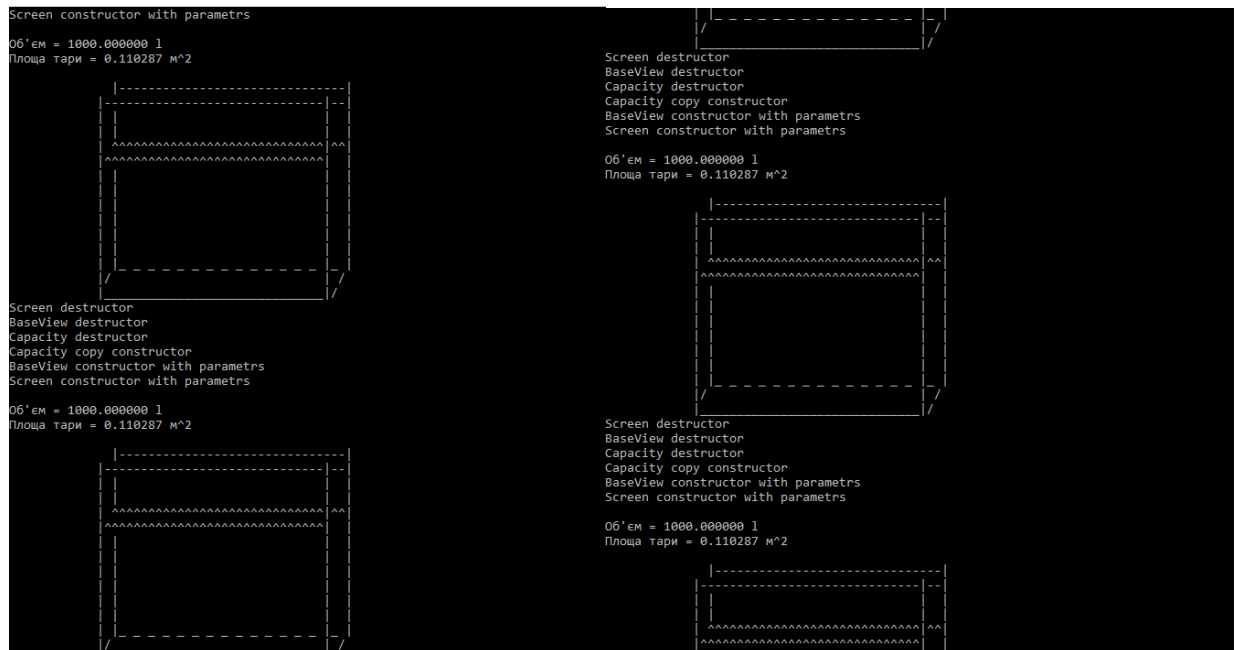 Screen constructor with parametrs
Об'єм = 1000.000000 l
Площа тари = 0.110287 м^2
Screen destructor
BaseView destructor
Capacity destructor
Capacity copy constructor
BaseView constructor with parametrs
Screen constructor with parametrs
Об'єм = 1000.000000 l
Площа тари = 0.110287 м^2
Screen destructor
BaseView destructor
Capacity destructor
Capacity copy constructor
BaseView constructor with parametrs
Screen constructor with parametrs
Об'єм = 1000.000000 l
Площа тари = 0.110287 м^2
Screen destructor
BaseView destructor
Capacity destructor
Capacity copy constructor
BaseView constructor with parametrs
Screen constructor with parametrs
Об'єм = 1000.000000 l
Площа тари = 0.110287 м^2